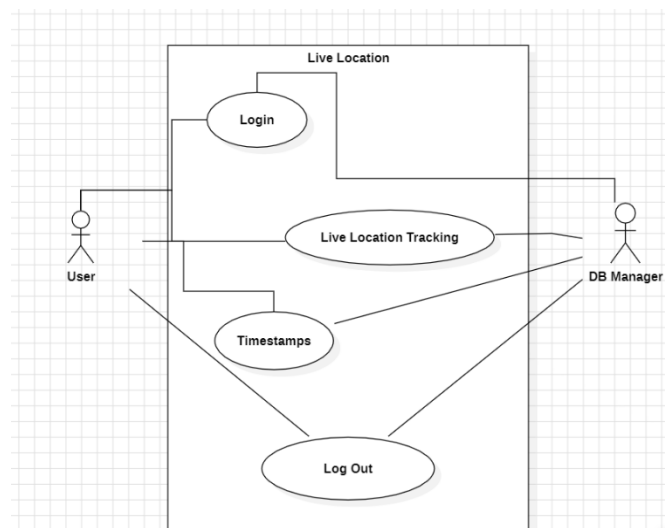 Live Location
Login
Live Location Tracking
User
DB Manager
Timestamps
Log Out